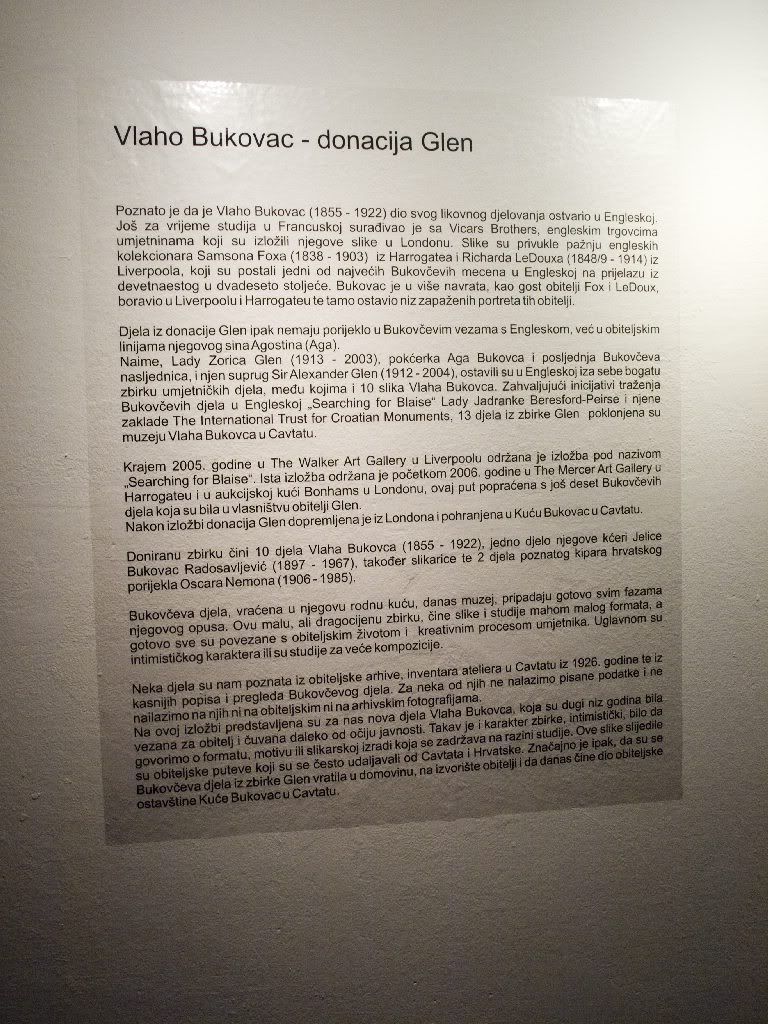 Vlaho Bukovac - donacija Glen
Poznato je da je Vlaho Bukovac (1855 - 1922) dio svog likovnog djelovanja ostvario u Engleskoj.
Još za vrijeme studija u Francuskoj surađivao je sa Vicars Brothers, engleskim trgovcima
umjetninama koji su izložili njegove slike u Londonu. Slike su privukle pažnju engleskih
kolekcionara Samsona Foxa (1838 - 1903) iz Harrogatea i Richarda LeDouxa (1848/9 - 1914) iz
Liverpoola, koji su postali jedni od najvećih Bukovčevih mecena u Engleskoj na prijelazu iz
devetnaestog u dvadeseto stoljeće. Bukovac je u više navrata, kao gost obitelji Fox i LeDoux,
boravio u Liverpoolu i Harrogateu te tamo ostavio niz zapaženih portreta tih obitelji.
Djela iz donacije Glen ipak nemaju porijeklo u Bukovčevim vezama s Engleskom, već u obiteljskim
linijama njegovog sina Agostina (Aga).
Naime, Lady Zorica Glen (1913 - 2003), pokćerka Aga Bukovca i posljednja Bukovčeva
nasljednica, i njen suprug Sir Alexander Glen (1912 - 2004), ostavili su u Engleskoj iza sebe bogatu
zbirku umjetničkih djela, među kojima i 10 slika Vlaha Bukovca. Zahvaljujući inicijativi traženja
Bukovčevih djela u Engleskoj „Searching for Blaise“ Lady Jadranke Beresford-Peirse i njene
zaklade The International Trust for Croatian Monuments, 13 djela iz zbirke Glen poklonjena su
muzeju Vlaha Bukovca u Cavtatu.
Krajem 2005. godine u The Walker Art Gallery u Liverpoolu održana je izložba pod nazivom
„Searching for Blaise“. Ista izložba održana je početkom 2006. godine u The Mercer Art Gallery u
Harrogateu i u aukcijskoj kući Bonhams u Londonu, ovaj put popraćena s još deset Bukovčevih
djela koja su bila u vlasništvu obitelji Glen.
Nakon izložbi donacija Glen dopremljena je iz Londona i pohranjena u Kuću Bukovac u Cavtatu.
Doniranu zbirku čini 10 djela Vlaha Bukovca (1855 - 1922), jedno djelo njegove kćeri Jelice
Bukovac Radosavljević (1897 - 1967), također slikarice te 2 djela poznatog kipara hrvatskog
porijekla Oscara Nemona (1906 - 1985).
Bukovčeva djela, vraćena u njegovu rodnu kuću, danas muzej, pripadaju gotovo svim fazama
njegovog opusa. Ovu malu, ali dragocijenu zbirku, čine slike i studije mahom malog formata, a
gotovo sve su povezane s obiteljskim životom i kreativnim procesom umjetnika. Uglavnom su
intimističkog karaktera ili su studije za veće kompozicije.
Neka djela su nam poznata iz obiteljske arhive, inventara ateliera u Cavtatu iz 1926. godine te iz
kasnijih popisa i pregleda Bukovčevog djela. Za neka od njih ne nalazimo pisane podatke i ne
nailazimo na njih ni na obiteljskim ni na arhivskim fotografijama.
Na ovoj izložbi predstavljena su za nas nova djela Vlaha Bukovca, koja su dugi niz godina bila
vezana za obitelj i čuvana daleko od očiju javnosti. Takav je i karakter zbirke, intimistički, bilo da
govorimo o formatu, motivu ili slikarskoj izradi koja se zadržava na razini studije. Ove slike slijedile
su obiteljske puteve koji su se često udaljavali od Cavtata i Hrvatske. Značajno je ipak, da su se
Bukovčeva djela iz zbirke Glen vratila u domovinu, na izvorište obitelji i da danas čine dio obiteljske
ostavštine Kuće Bukovac u Cavtatu.